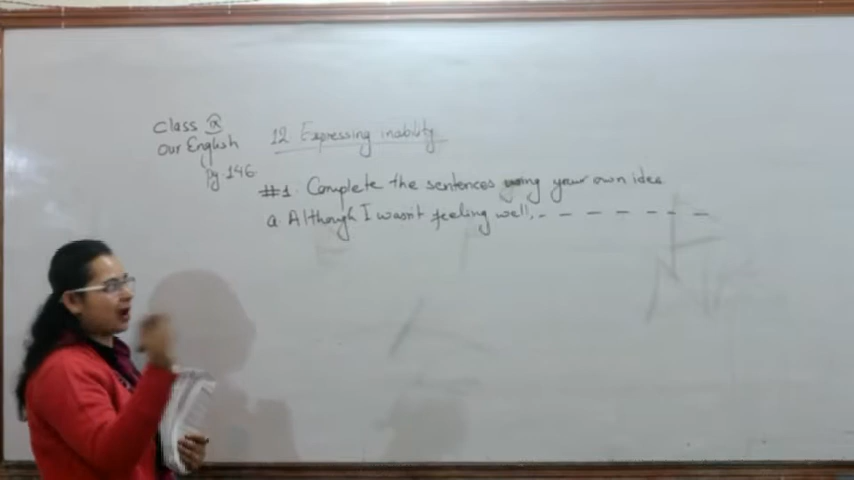 Class 8
Our English
Pg.146
12 Expressing inability
#1. Complete the sentences using your own idea
a. Although I wasn't feeling well, - - - - - - -